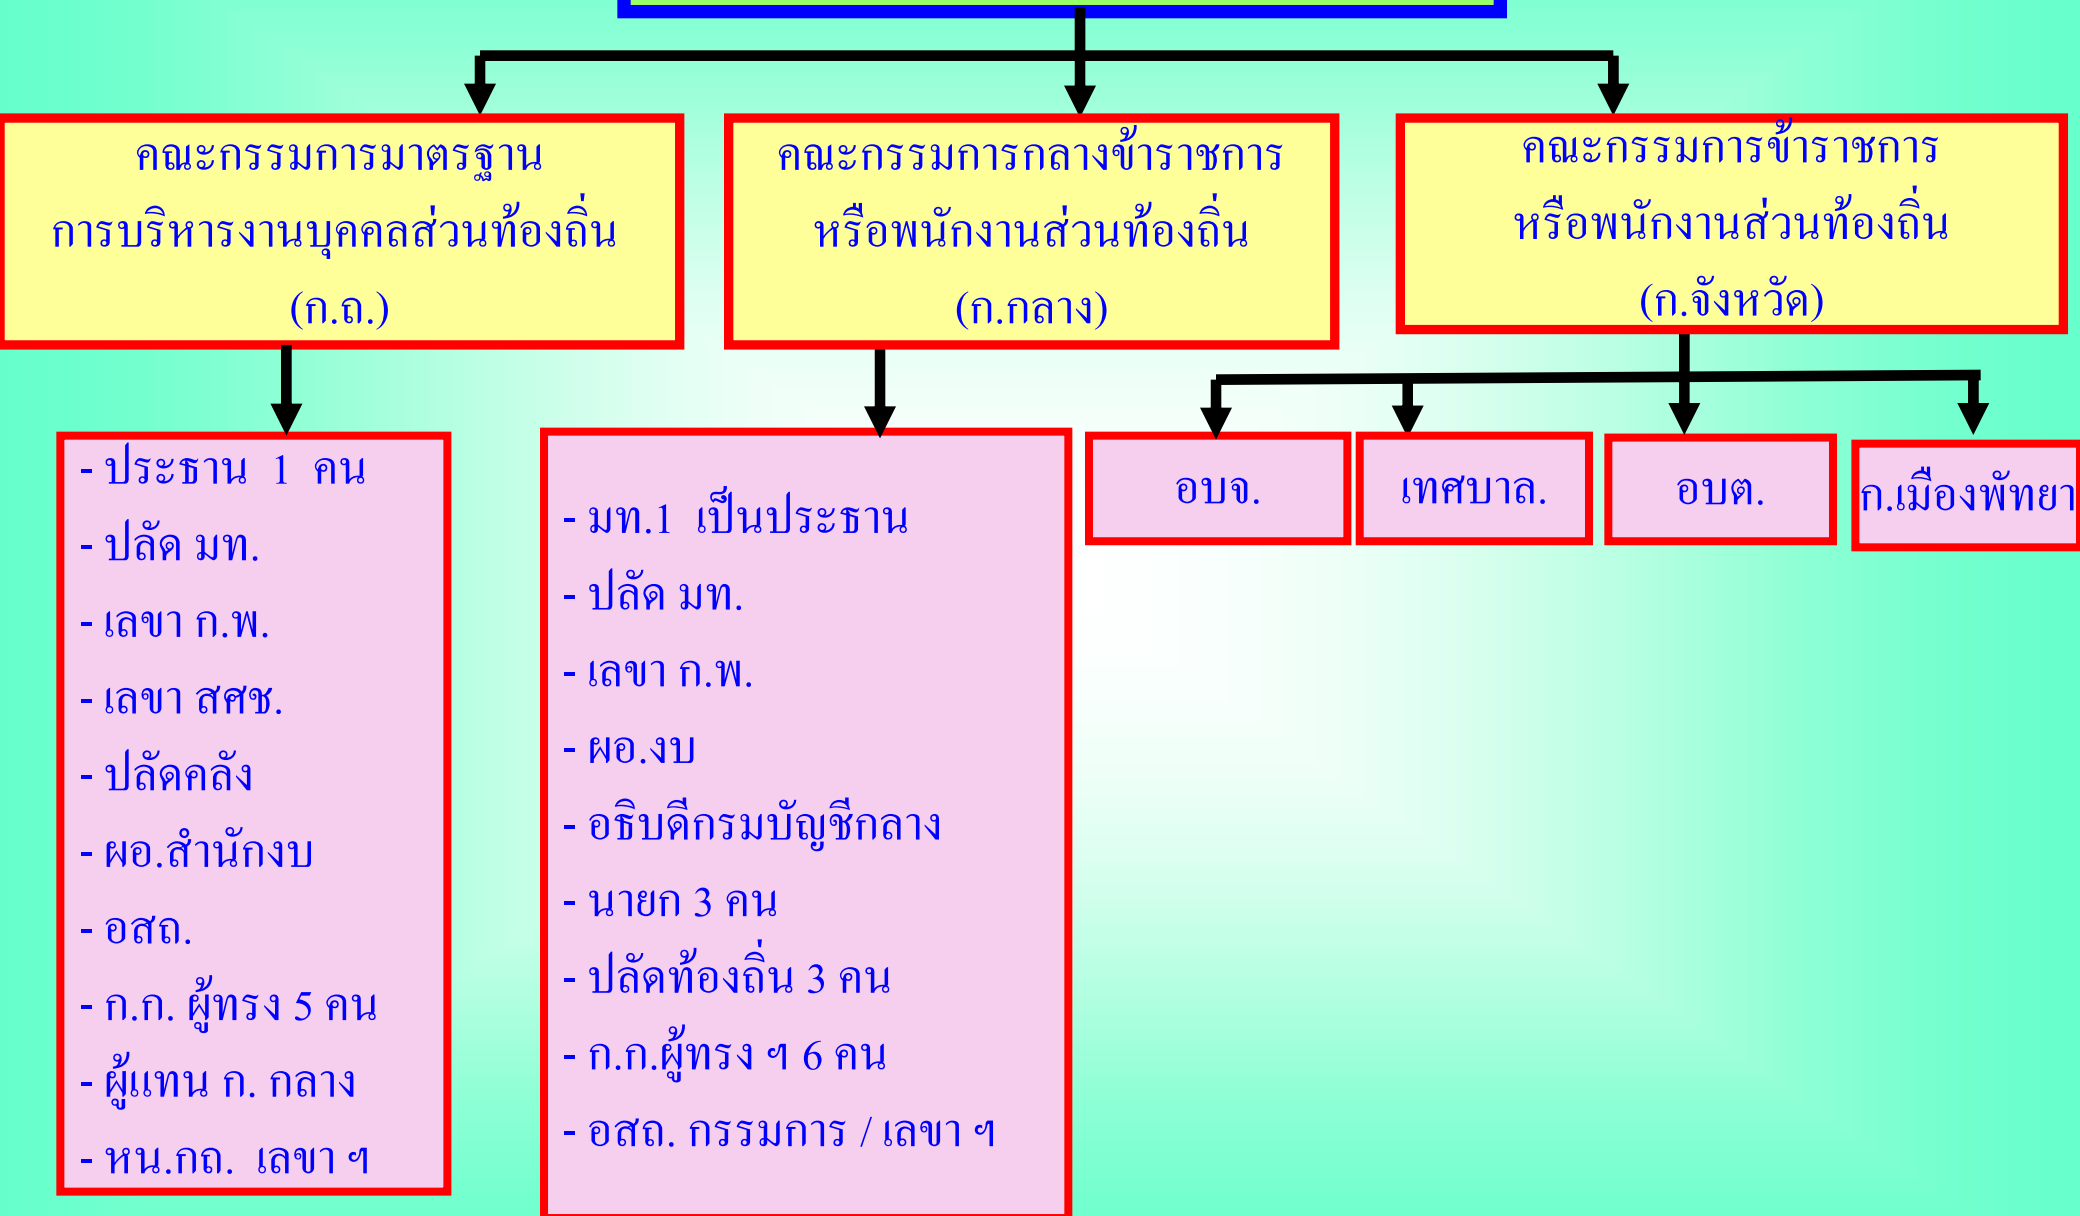 คณะกรรมการมาตรฐาน
การบริหารงานบุคคลส่วนท้องถิ่น
(ก.ถ.)
คณะกรรมการกลางข้าราชการ
หรือพนักงานส่วนท้องถิ่น
(ก.กลาง)
คณะกรรมการข้าราชการ
หรือพนักงานส่วนท้องถิ่น
(ก.จังหวัด)
- ประธาน 1 คน
- ปลัด มท.
- เลขา ก.พ.
- เลขา สศช.
- ปลัดคลัง
- ผอ.สำนักงบ
- อสถ.
- ก.ก. ผู้ทรง 5 คน
- ผู้แทน ก. กลาง
- หน.กถ. เลขา ฯ
- มท.1 เป็นประธาน
- ปลัด มท.
- เลขา ก.พ.
- ผอ.งบ
- อธิบดีกรมบัญชีกลาง
- นายก 3 คน
- ปลัดท้องถิ่น 3 คน
- ก.ก.ผู้ทรง ฯ 6 คน
- อสถ. กรรมการ / เลขา ฯ
อบจ.
เทศบาล.
อบต.
ก.เมืองพัทยา